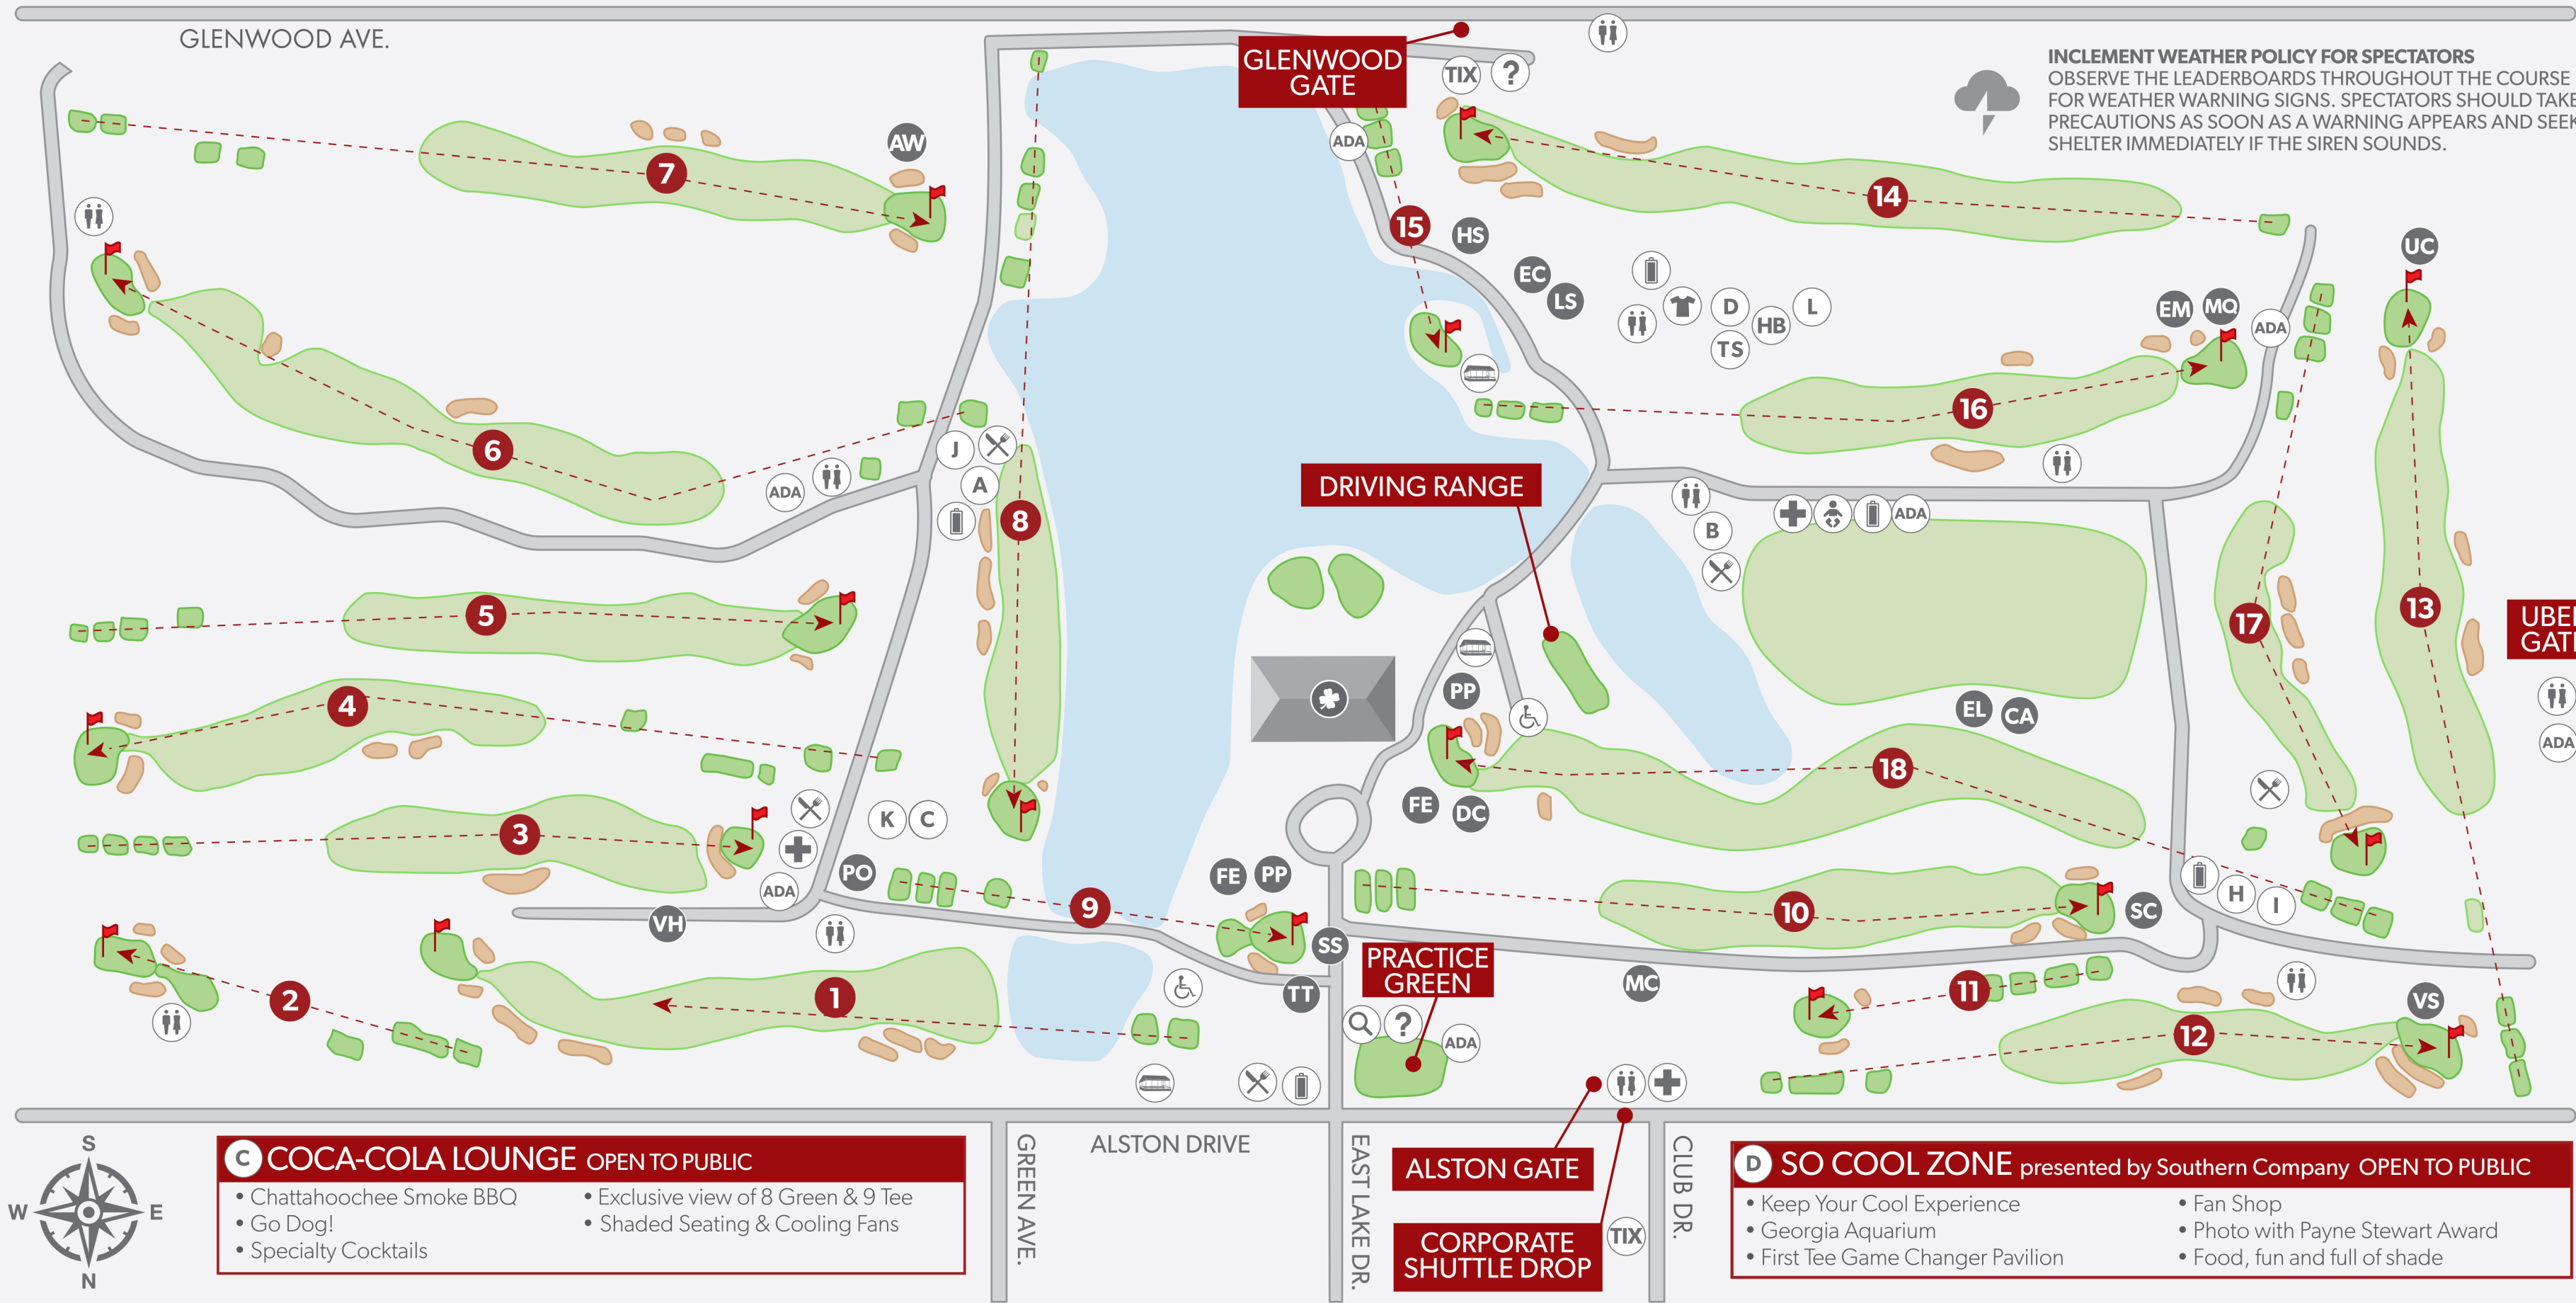 GLENWOOD AVE.
GLENWOOD
GATE
TIX
?
INCLEMENT WEATHER POLICY FOR SPECTATORS
OBSERVE THE LEADERBOARDS THROUGHOUT THE COURSE
FOR WEATHER WARNING SIGNS. SPECTATORS SHOULD TAKE
PRECAUTIONS AS SOON AS A WARNING APPEARS AND SEEK
SHELTER IMMEDIATELY IF THE SIREN SOUNDS.
AW
7
ADA
14
15
HS
UC
EC
LS
D
HB
L
TS
EM
MQ
ADA
16
6
J
A
ADA
8
DRIVING RANGE
B
ADA
5
17
13
UBE
GAT
4
PP
EL
CA
ADA
18
FE
DC
3
K
C
ADA
PO
VH
9
FE
PP
SS
10
SC
H
I
2
1
TT
PRACTICE
GREEN
?
ADA
MC
11
12
VS
ALSTON DRIVE
GREEN AVE.
EAST LAKE DR.
CLUB DR.
ALSTON GATE
CORPORATE
SHUTTLE DROP
TIX
S
W
E
N
C COCA-COLA LOUNGE OPEN TO PUBLIC
• Chattahoochee Smoke BBQ
• Go Dog!
• Specialty Cocktails
• Exclusive view of 8 Green & 9 Tee
• Shaded Seating & Cooling Fans
D SO COOL ZONE presented by Southern Company OPEN TO PUBLIC
• Keep Your Cool Experience
• Georgia Aquarium
• First Tee Game Changer Pavilion
• Fan Shop
• Photo with Payne Stewart Award
• Food, fun and full of shade